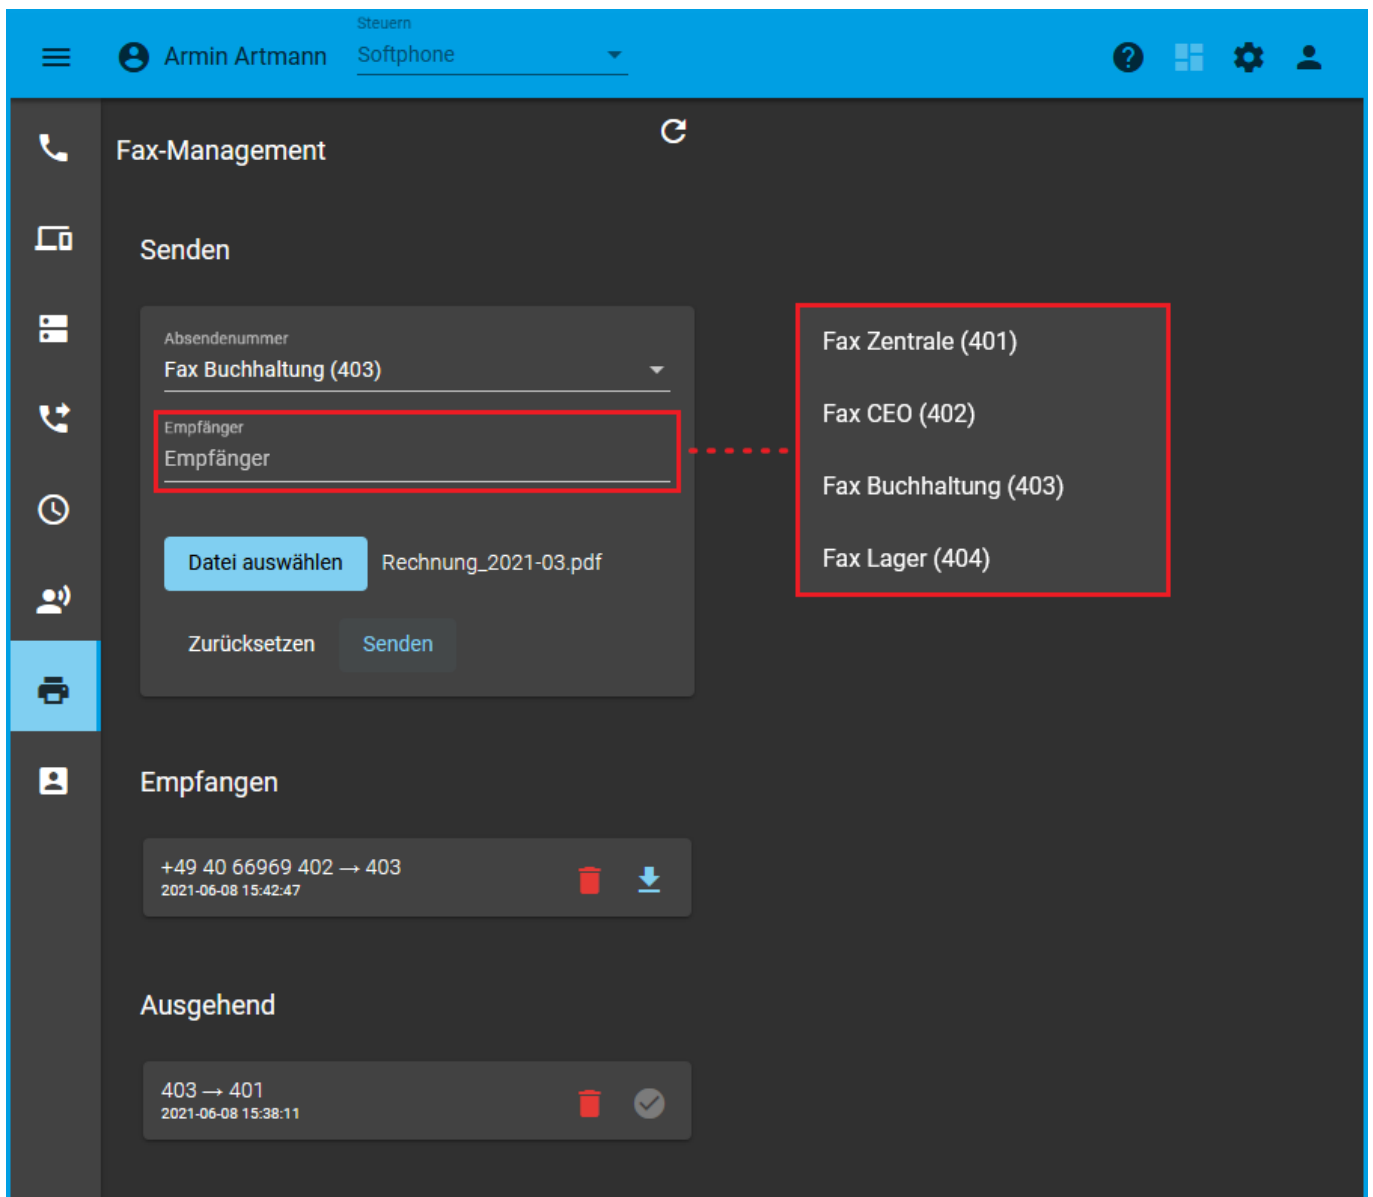 Steuern
Armin Artmann
Softphone
Fax-Management
Senden
Absendenummer
Fax Buchhaltung (403)
Empfänger
Empfänger
Datei auswählen
Rechnung_2021-03.pdf
Zurücksetzen
Senden
Fax Zentrale (401)
Fax CEO (402)
Fax Buchhaltung (403)
Fax Lager (404)
Empfangen
+49 40 66969 402 → 403
2021-06-08 15:42:47
Ausgehend
403 → 401
2021-06-08 15:38:11